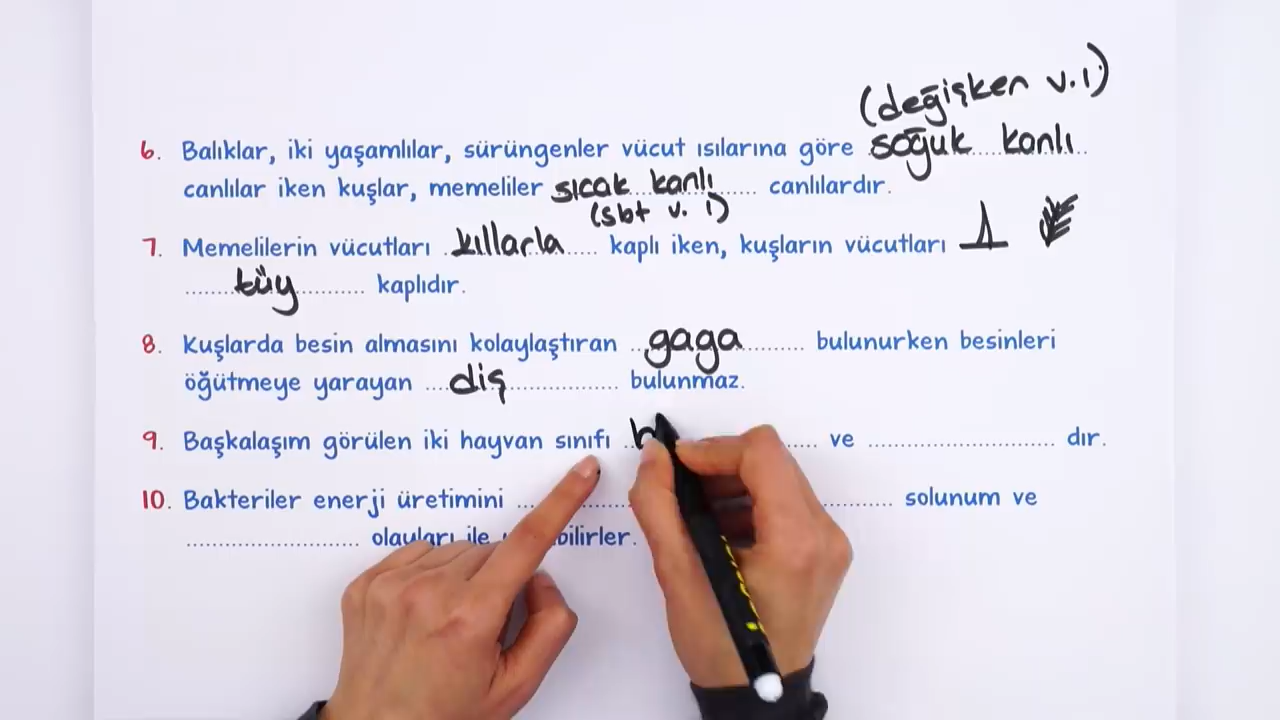 (değişken v.ı)
6. Balıklar, iki yaşamlılar, sürüngenler vücut ısılarına göre soğuk kanlı
canlılar iken kuşlar, memeliler sıcak kanlı canlılardır.
(sbt v. ı)
7. Memelilerin vücutları kıllarla kaplı iken, kuşların vücutları
tüy kaplıdır.
8. Kuşlarda besin almasını kolaylaştıran gaga bulunurken besinleri
öğütmeye yarayan diş bulunmaz.
9. Başkalaşım görülen iki hayvan sınıfı ve dır.
10. Bakteriler enerji üretimini solunum ve
olayları ile